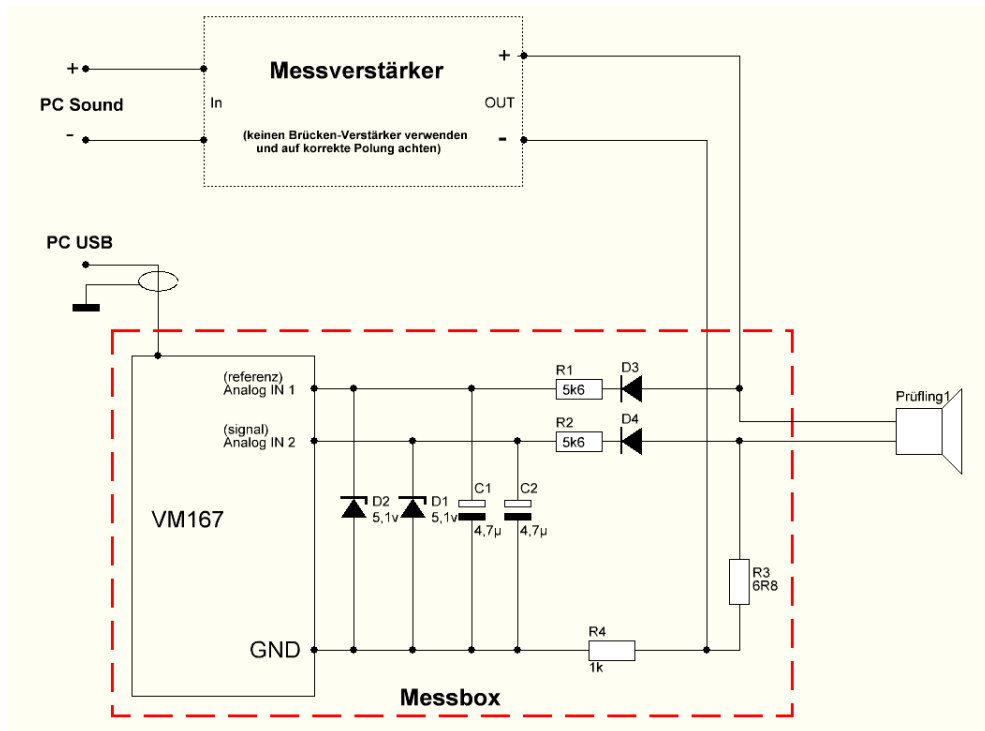 +
Messverstärker
+
PC Sound
In
OUT
-
(keinen Brücken-Verstärker verwenden
und auf korrekte Polung achten)
-
PC USB
(referenz)
Analog IN 1
R1
5k6
D3
Prüfling1
(signal)
Analog IN 2
R2
5k6
D4
VM167
D2
5,1v
D1
5,1v
C1
4,7µ
C2
4,7µ
R3
6R8
GND
R4
1k
Messbox